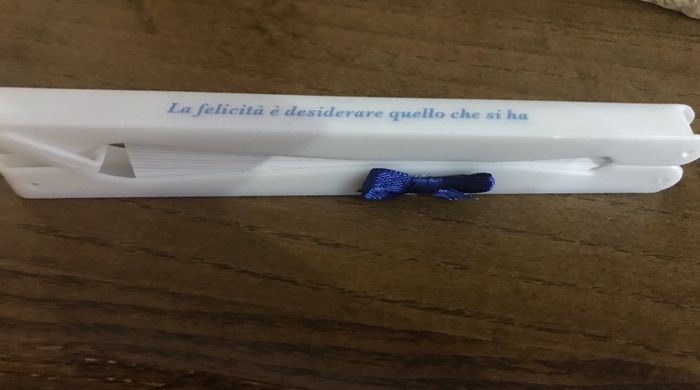 La felicità è desiderare quello che si ha